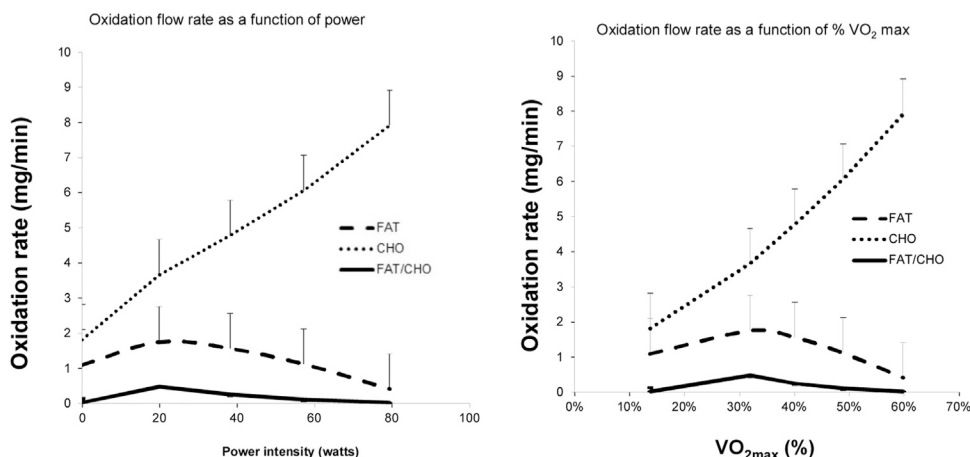 Oxidation flow rate as a function of power
Oxidation rate (mg/min)
10
9
8
7
6
5
4
3
2
1
0
0 20 40 60 80 100
Power intensity (watts)
FAT
CHO
FAT/CHO
Oxidation flow rate as a function of % VO₂ max
Oxidation rate (mg/min)
10
9
8
7
6
5
4
3
2
1
0
0% 10% 20% 30% 40% 50% 60% 70%
VO₂max (%)
FAT
CHO
FAT/CHO